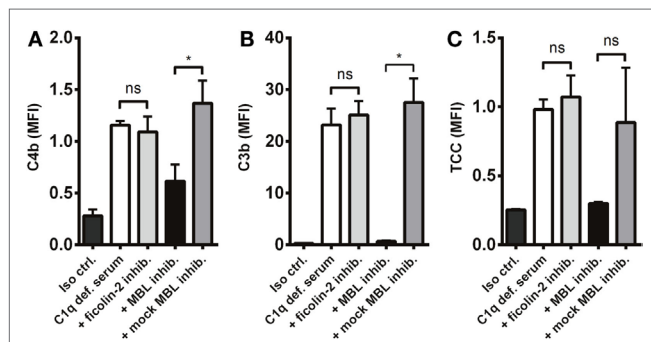 A
C4b (MFI)
2.0
1.5
1.0
0.5
0.0
ns
*
Iso ctrl.
C1q def. serum
+ ficolin-2 inhib.
+ MBL inhib.
+ mock MBL inhib.
B
C3b (MFI)
40
30
20
10
0
ns
*
Iso ctrl.
C1q def. serum
+ ficolin-2 inhib.
+ MBL inhib.
+ mock MBL inhib.
C
TCC (MFI)
1.5
1.0
0.5
0.0
ns
ns
Iso ctrl.
C1q def. serum
+ ficolin-2 inhib.
+ MBL inhib.
+ mock MBL inhib.